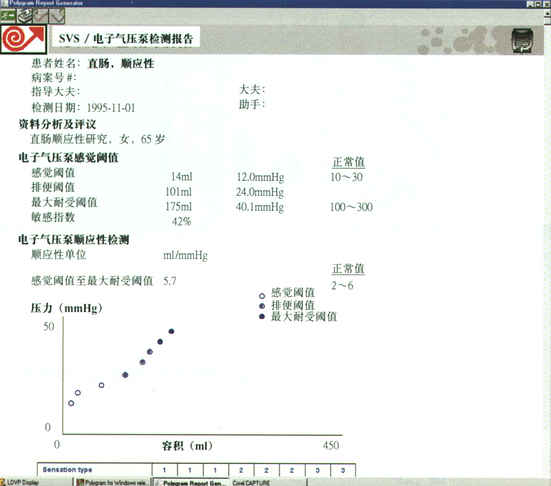 Polygram Report Generator
SVS / 电子气压泵检测报告
患者姓名: 直肠, 顺应性
病案号#:
指导大夫: 大夫:
检测日期: 1995-11-01 助手:
资料分析及评议
直肠顺应性研究, 女, 65岁
电子气压泵感觉阈值 正常值
感觉阈值 14ml 12.0mmHg 10～30
排便阈值 101ml 24.0mmHg
最大耐受阈值 175ml 40.1mmHg 100～300
敏感指数 42%
电子气压泵顺应性检测
顺应性单位 ml/mmHg
正常值
感觉阈值至最大耐受阈值 5.7 2～6
感觉阈值
压力 (mmHg) 排便阈值
最大耐受阈值
50
0
0 容积 (ml) 450
Sensation type 1 1 1 2 2 2 3 3
LDVP Display Polygram for Windows rele... Polygram Report Gen... Corel CAPTURE